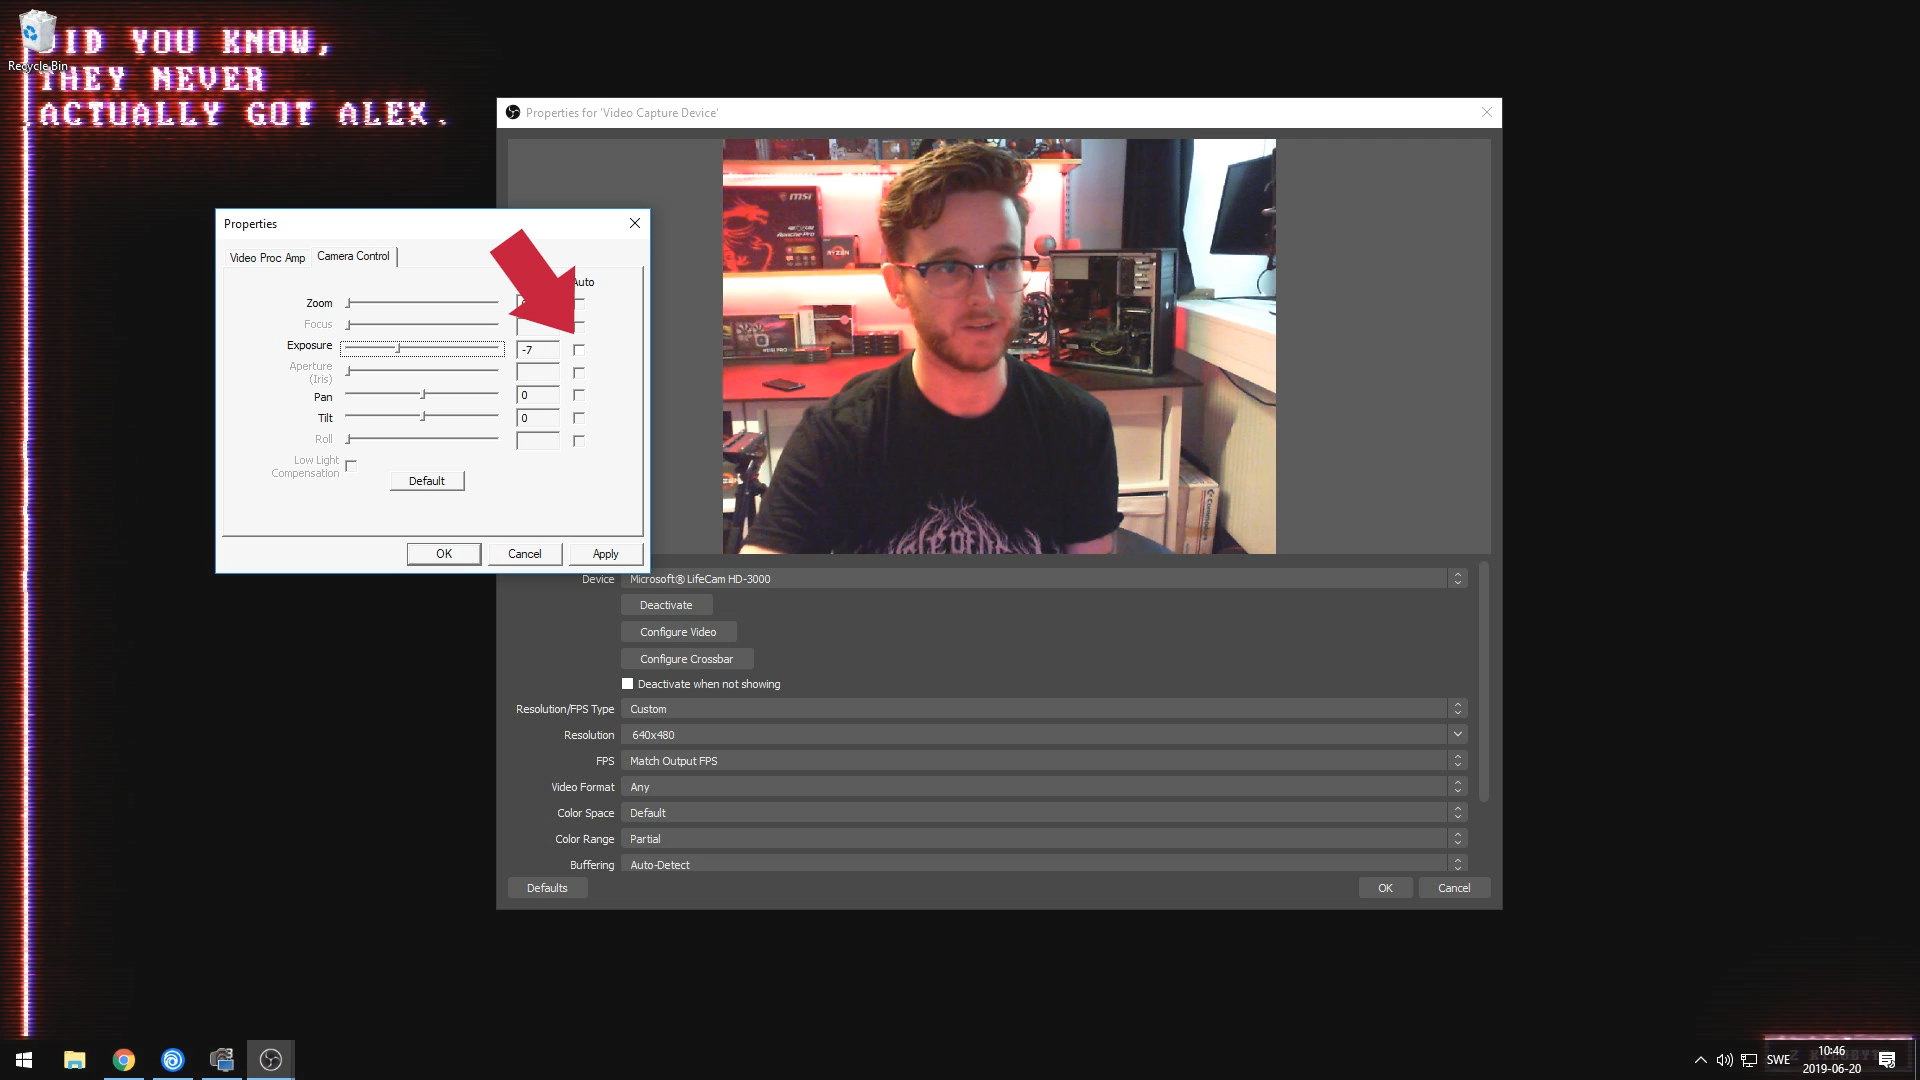 DID YOU KNOW,
THEY NEVER
ACTUALLY GOT ALEX.
Recycle Bin
Properties for 'Video Capture Device'
Properties
Video Proc Amp
Camera Control
Auto
Zoom
Focus
Exposure
-7
Aperture
(Iris)
Pan
0
Tilt
0
Roll
Low Light
Compensation
Default
OK
Cancel
Apply
msi
RYZEN
Device
Microsoft® LifeCam HD-3000
Deactivate
Configure Video
Configure Crossbar
Deactivate when not showing
Resolution/FPS Type
Custom
Resolution
640x480
FPS
Match Output FPS
Video Format
Any
Color Space
Default
Color Range
Partial
Buffering
Auto-Detect
Defaults
OK
Cancel
3
SWE
10:46
2019-06-20